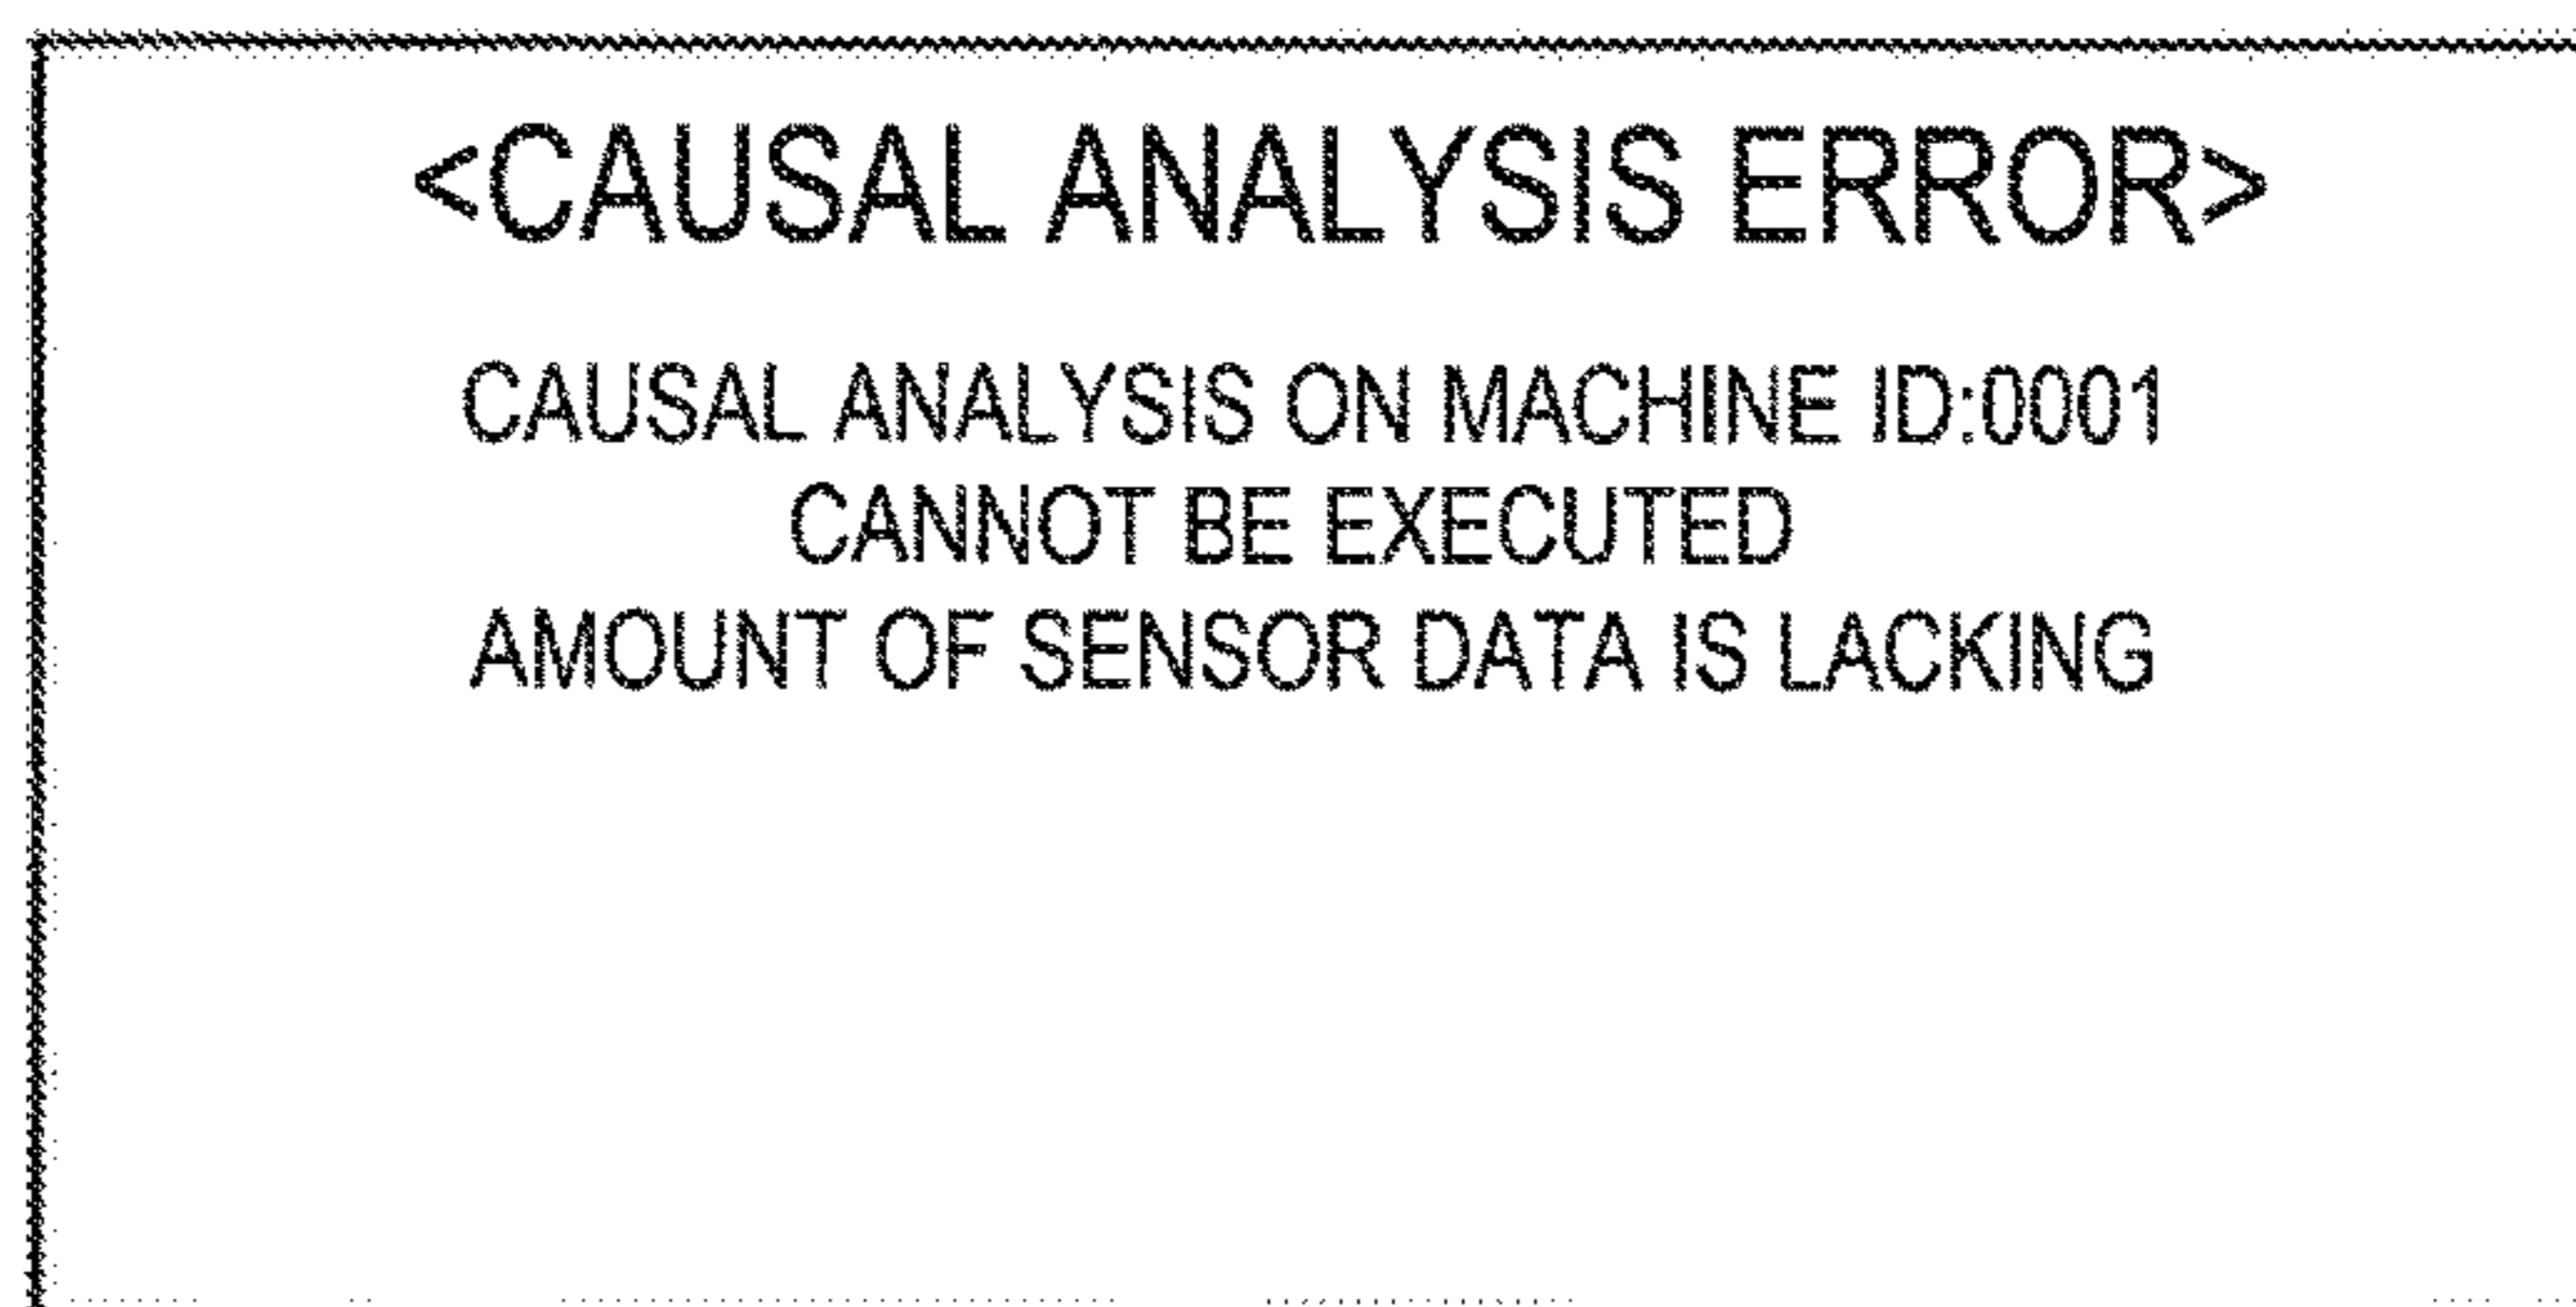 <CAUSAL ANALYSIS ERROR>
CAUSAL ANALYSIS ON MACHINE ID:0001
CANNOT BE EXECUTED
AMOUNT OF SENSOR DATA IS LACKING